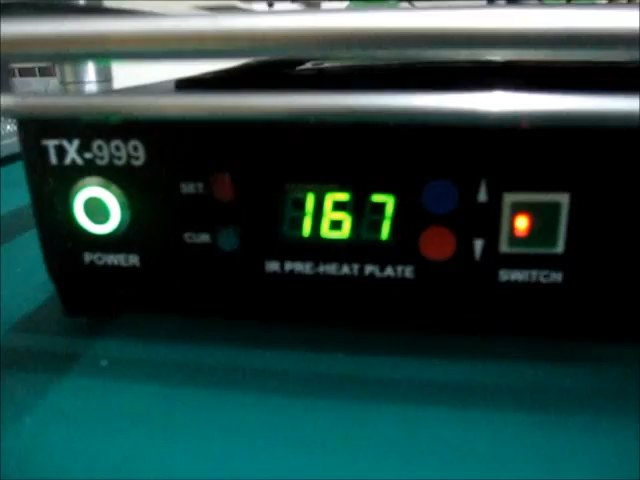 TX-999
SET
CUR
167
POWER
IR PRE-HEAT PLATE
SWITCH